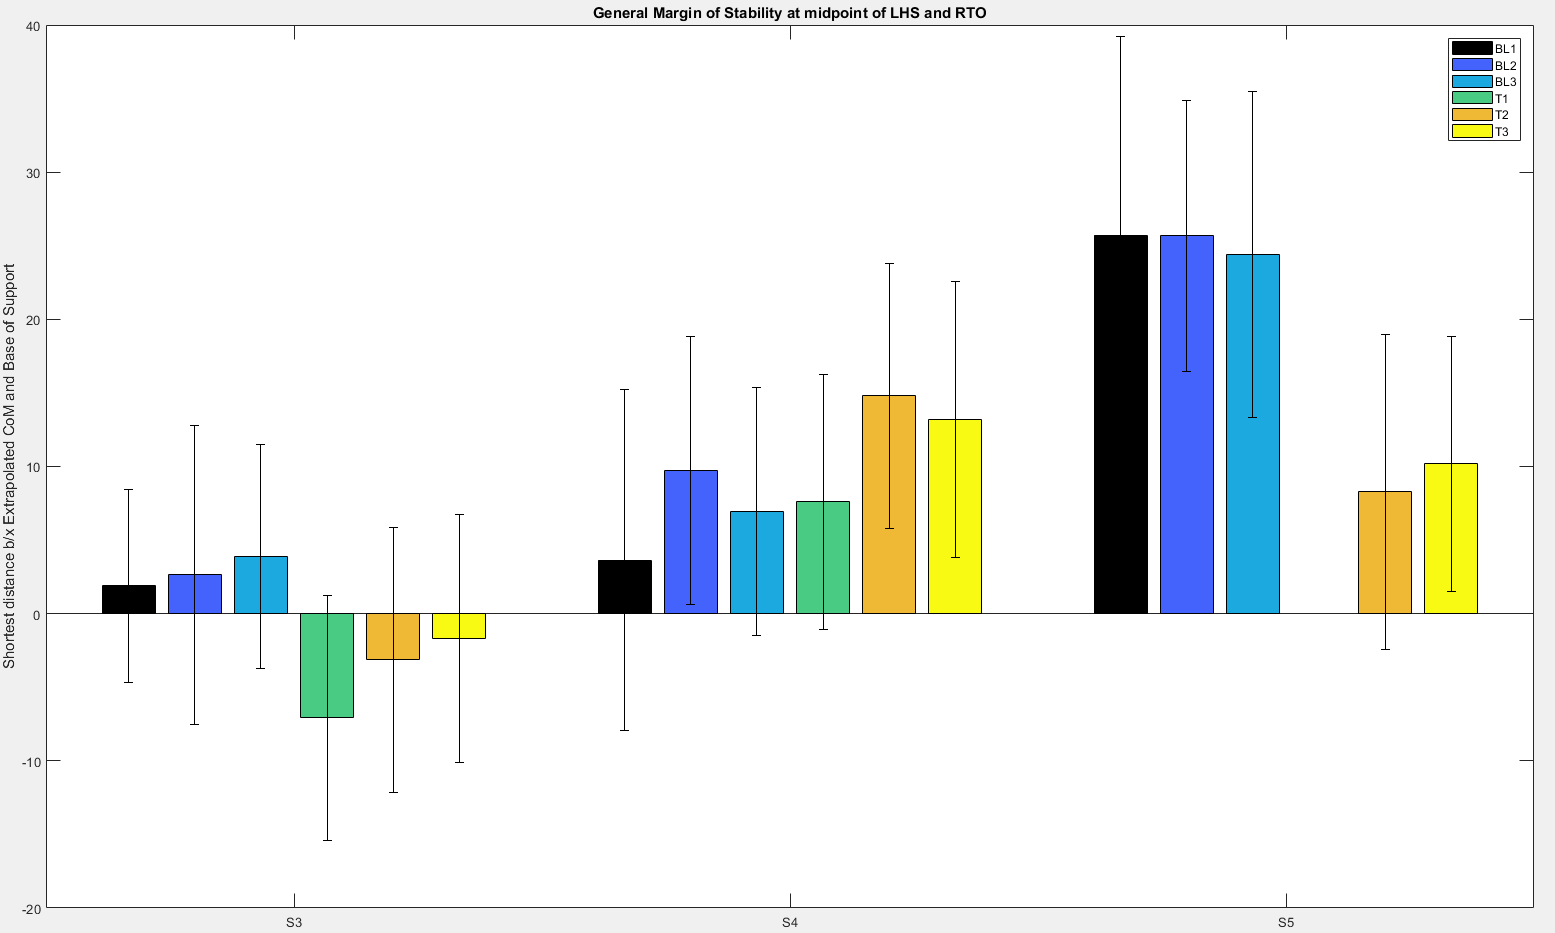 General Margin of Stability at midpoint of LHS and RTO
Shortest distance b/x Extrapolated CoM and Base of Support
40
30
20
10
0
-10
-20
S3
S4
S5
BL1
BL2
BL3
T1
T2
T3